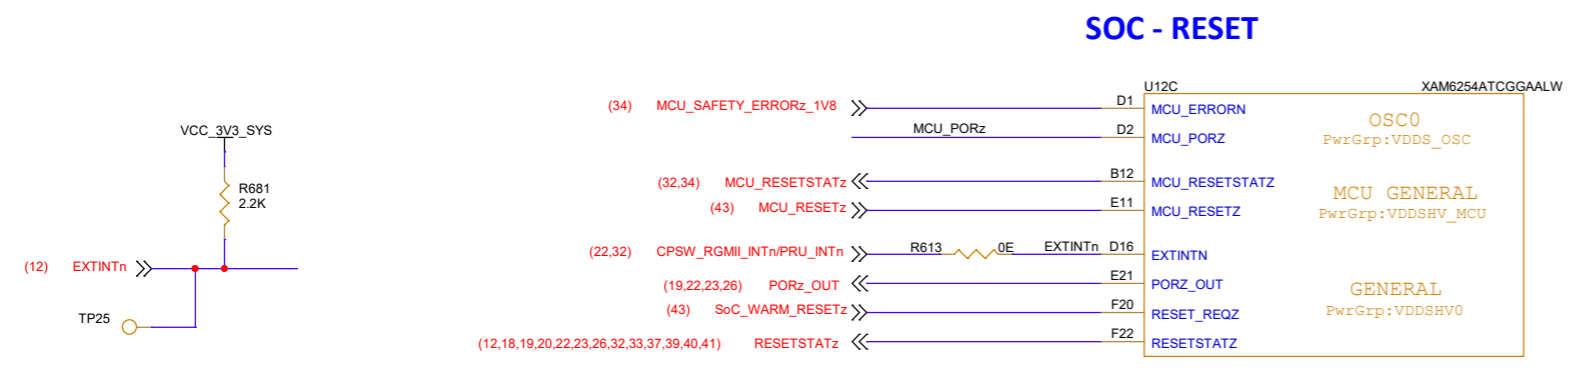 SOC - RESET
U12C
XAM6254ATCGGAALW
(34) MCU_SAFETY_ERRORz_1V8 D1 MCU_ERRORN
MCU_PORz D2 MCU_PORZ
OSC0
PwrGrp:VDDS_OSC
VCC_3V3_SYS
R681
2.2K
(32,34) MCU_RESETSTATz B12 MCU_RESETSTATZ
(43) MCU_RESETz E11 MCU_RESETZ
MCU GENERAL
PwrGrp:VDDSHV_MCU
(22,32) CPSW_RGMII_INTn/PRU_INTn R613 0E EXTINTn D16 EXTINTN
(12) EXTINTn
(19,22,23,26) PORz_OUT E21 PORZ_OUT
GENERAL
PwrGrp:VDDSHV0
(43) SoC_WARM_RESETz F20 RESET_REQZ
TP25
(12,18,19,20,22,23,26,32,33,37,39,40,41) RESETSTATz F22 RESETSTATZ